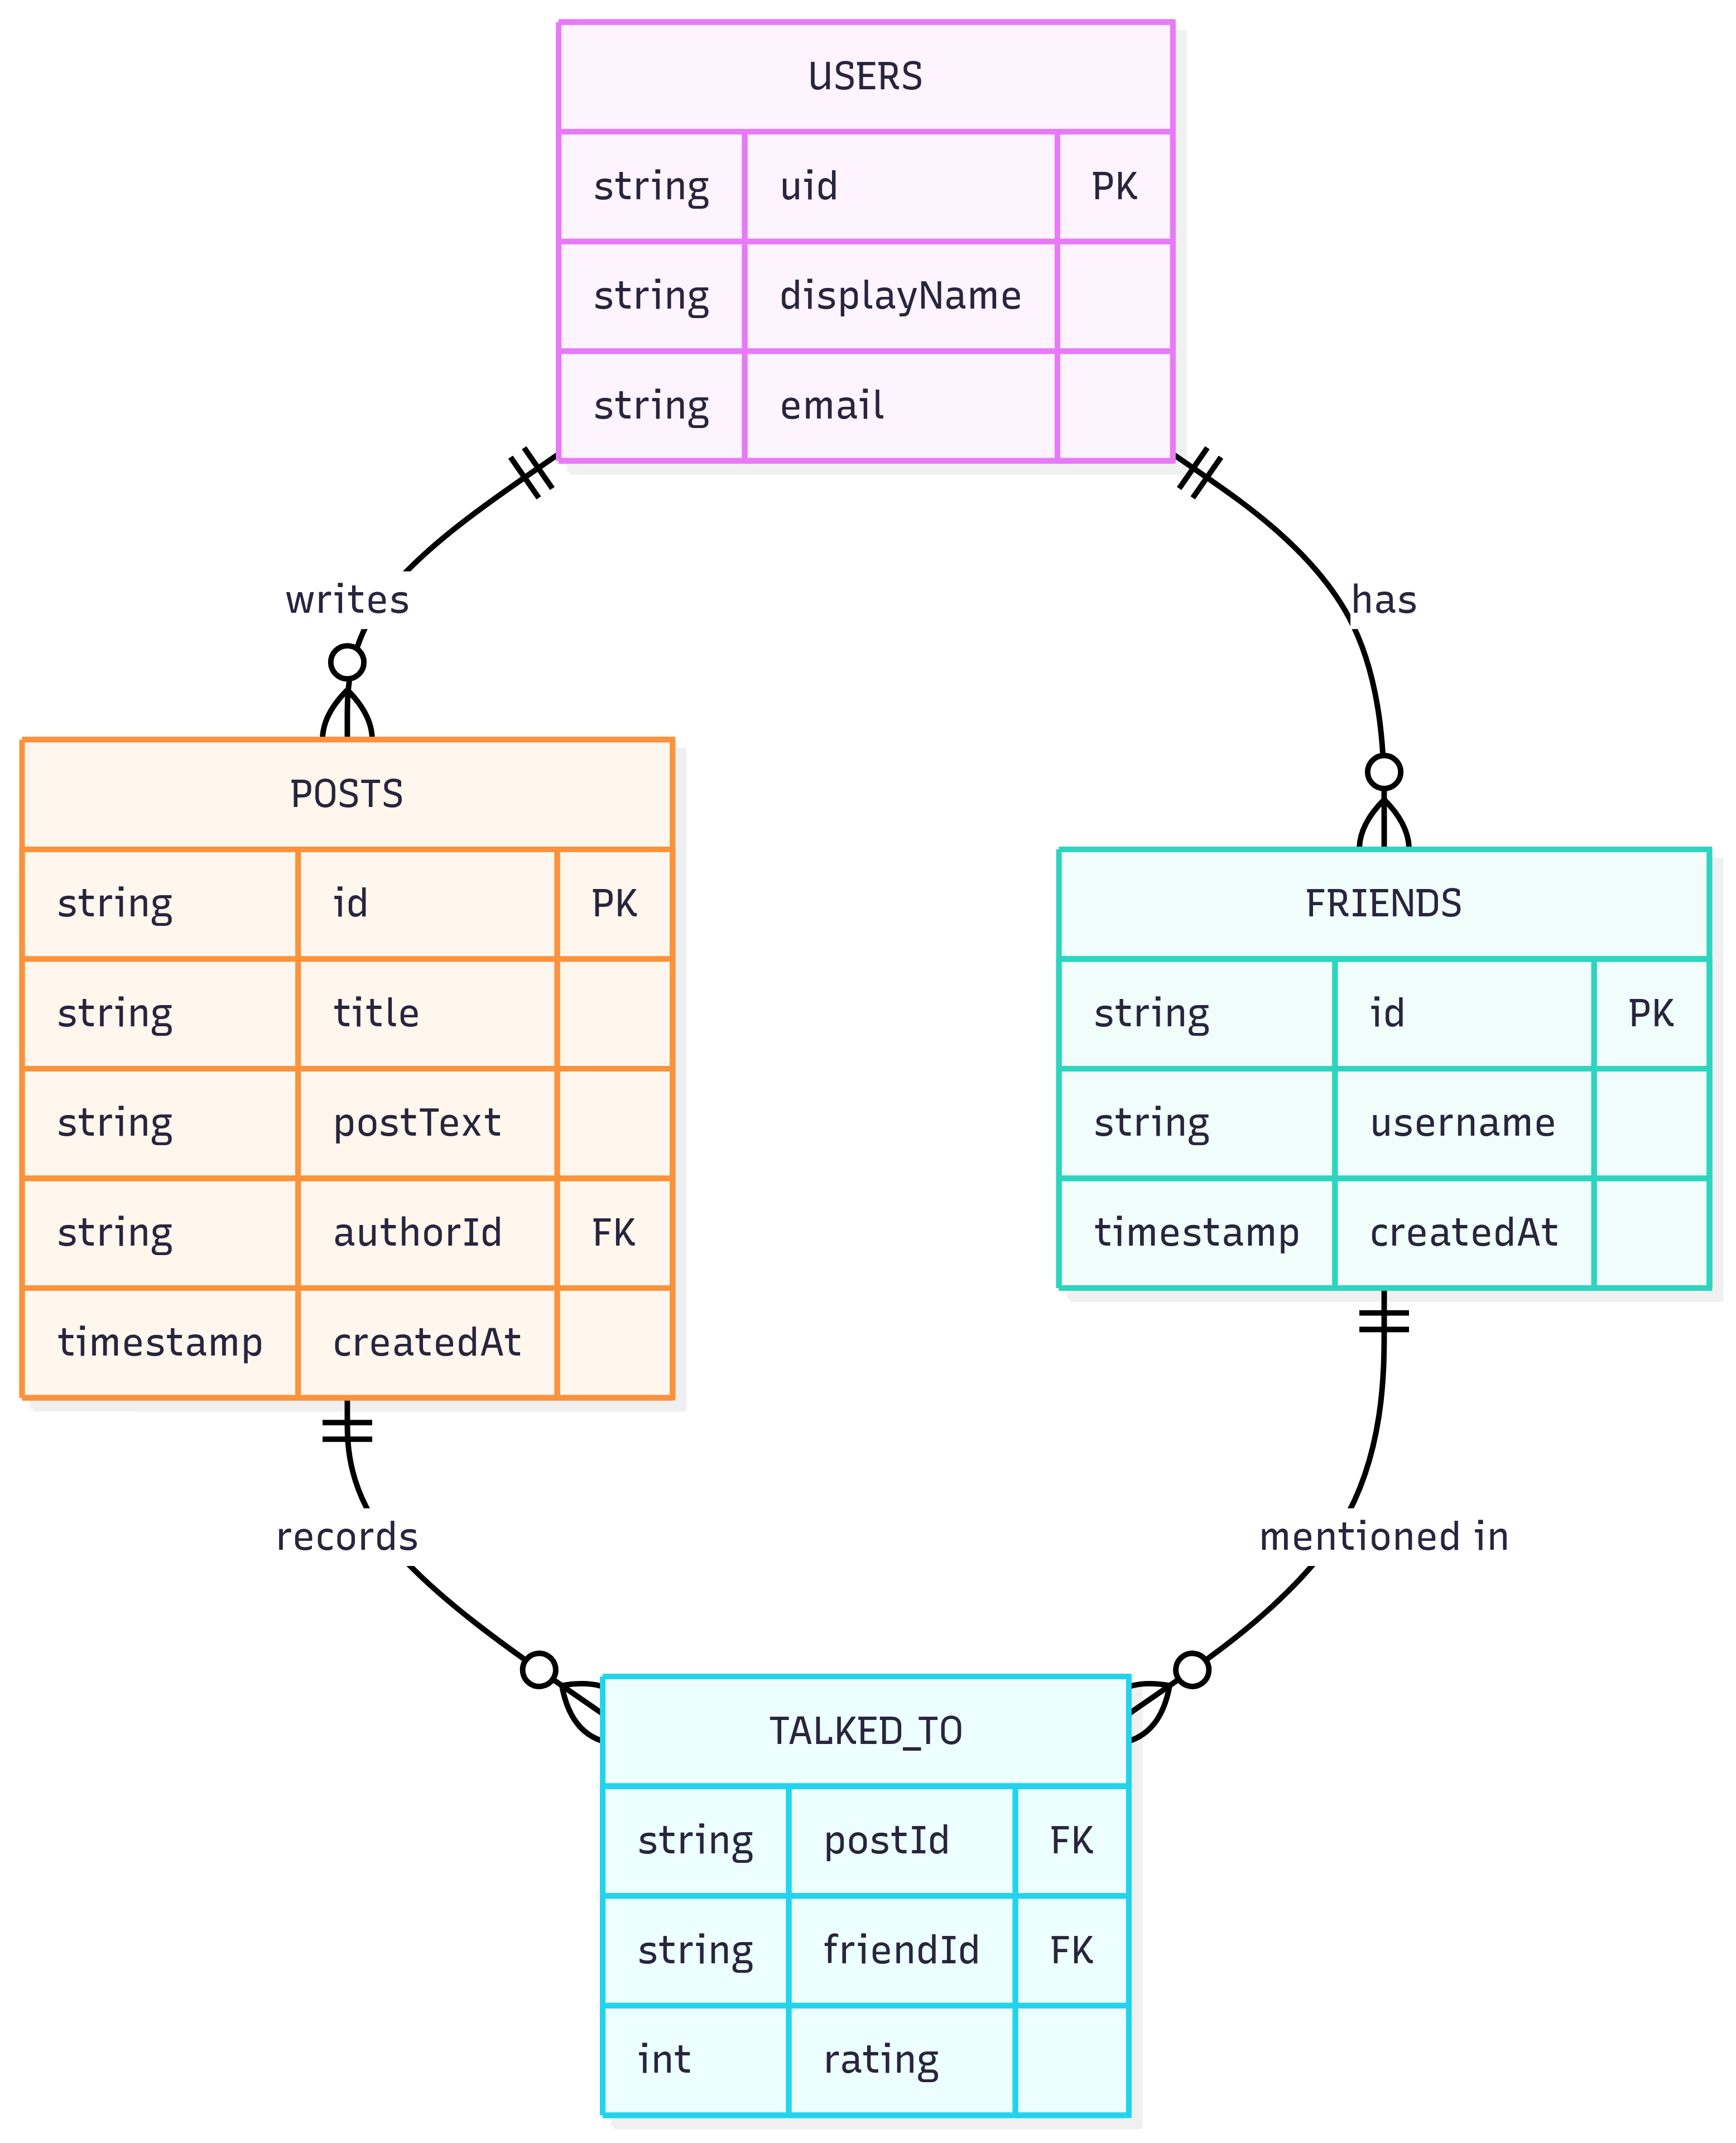 USERS
string uid PK
string displayName
string email
writes
has
POSTS
string id PK
string title
string postText
string authorId FK
timestamp createdAt
FRIENDS
string id PK
string username
timestamp createdAt
records
mentioned in
TALKED_TO
string postId FK
string friendId FK
int rating